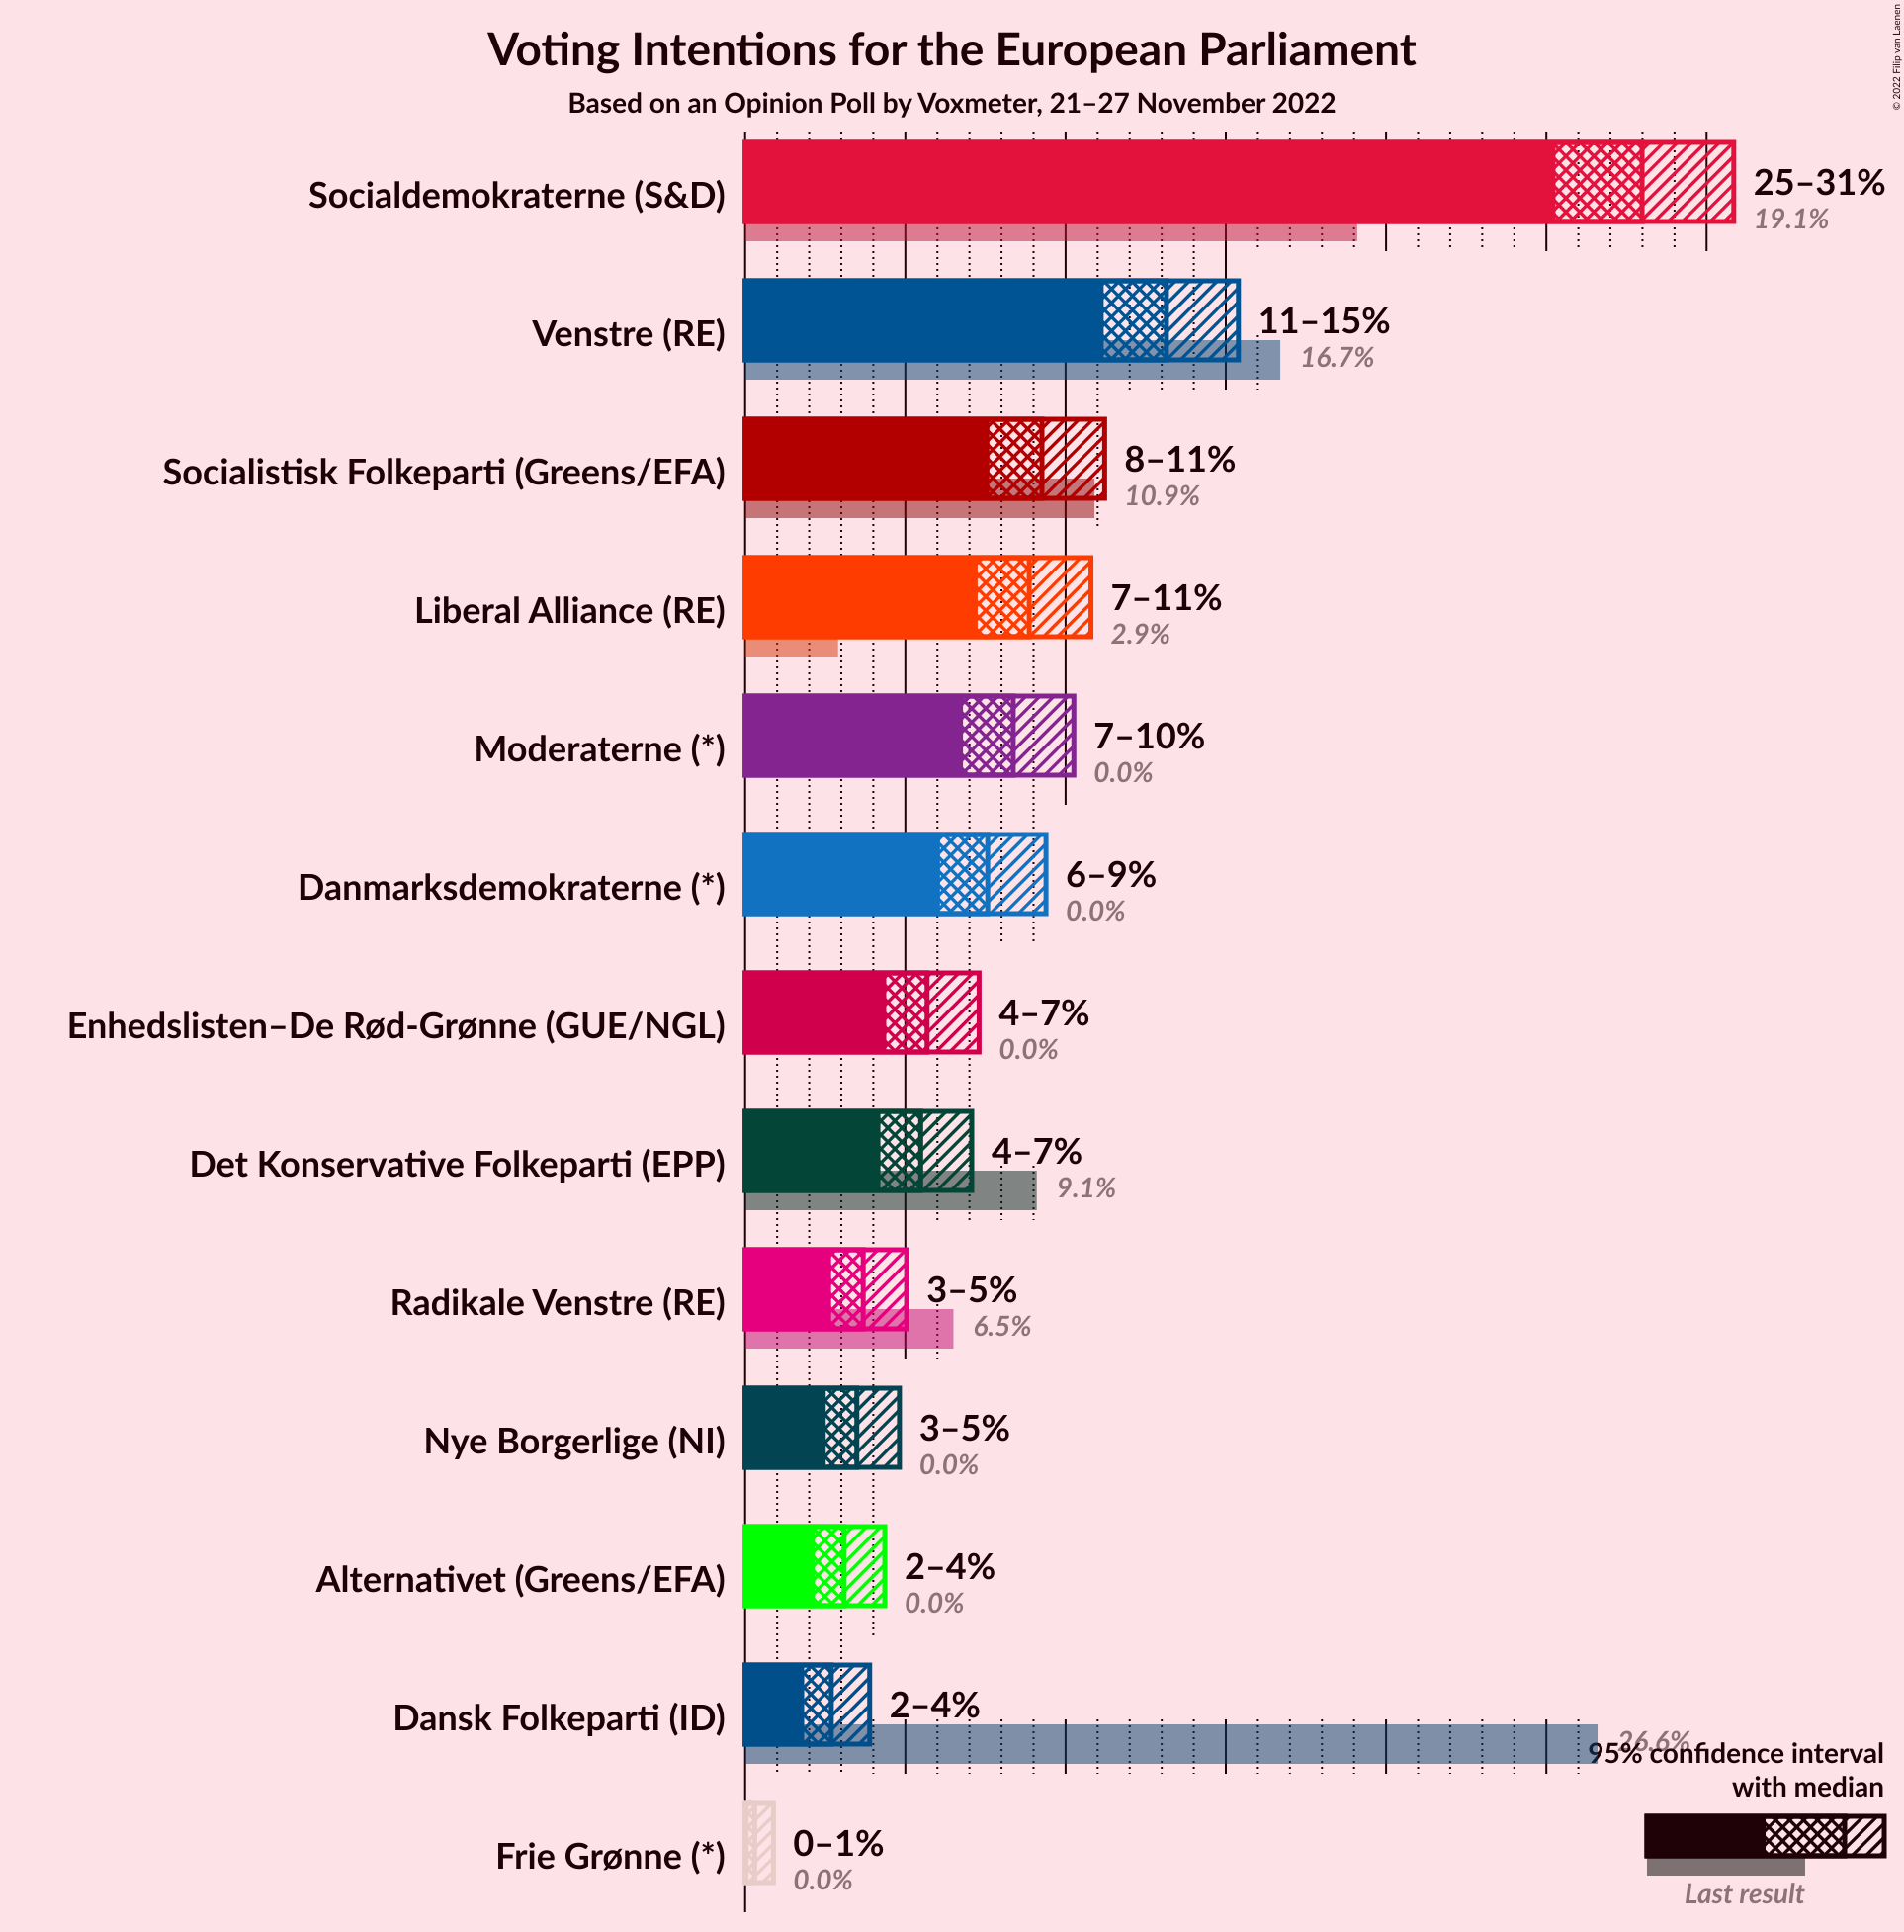 Voting Intentions for the European Parliament
Based on an Opinion Poll by Voxmeter, 21–27 November 2022
© 2022 Filip van Laenen
Socialdemokraterne (S&D)
25–31%
19.1%
Venstre (RE)
11–15%
16.7%
Socialistisk Folkeparti (Greens/EFA)
8–11%
10.9%
Liberal Alliance (RE)
7–11%
2.9%
Moderaterne (*)
7–10%
0.0%
Danmarksdemokraterne (*)
6–9%
0.0%
Enhedslisten–De Rød-Grønne (GUE/NGL)
4–7%
0.0%
Det Konservative Folkeparti (EPP)
4–7%
9.1%
Radikale Venstre (RE)
3–5%
6.5%
Nye Borgerlige (NI)
3–5%
0.0%
Alternativet (Greens/EFA)
2–4%
0.0%
Dansk Folkeparti (ID)
2–4%
26.6%
Frie Grønne (*)
0–1%
0.0%
95% confidence interval
with median
Last result